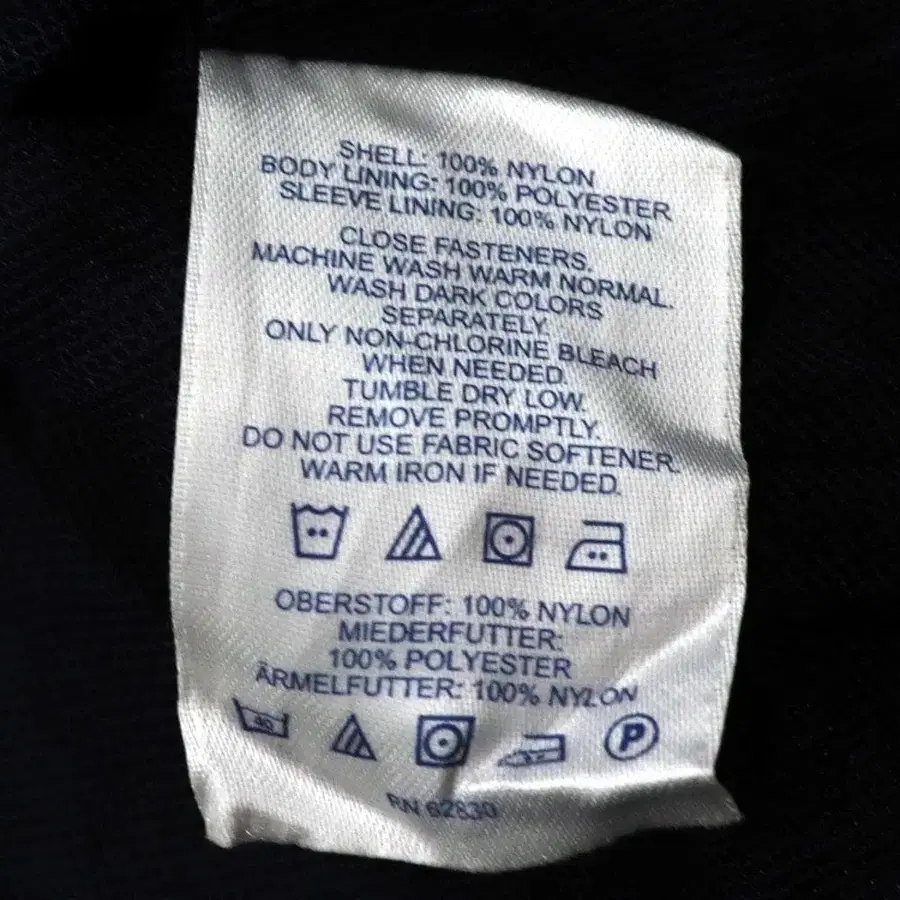 SHELL: 100% NYLON
BODY LINING: 100% POLYESTER
SLEEVE LINING: 100% NYLON
CLOSE FASTENERS.
MACHINE WASH WARM NORMAL.
WASH DARK COLORS
SEPARATELY.
ONLY NON-CHLORINE BLEACH
WHEN NEEDED.
TUMBLE DRY LOW.
REMOVE PROMPTLY.
DO NOT USE FABRIC SOFTENER.
WARM IRON IF NEEDED.
OBERSTOFF: 100% NYLON
MIEDERFUTTER:
100% POLYESTER
ÄRMELFUTTER: 100% NYLON
40 P
RN 62830